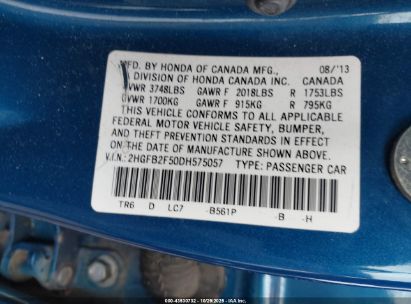 MFD. BY HONDA OF CANADA MFG., 08/'13
A DIVISION OF HONDA CANADA INC. CANADA
GVWR 3748LBS GAWR F 2018LBS R 1753LBS
GVWR 1700KG GAWR F 915KG R 795KG
THIS VEHICLE CONFORMS TO ALL APPLICABLE
FEDERAL MOTOR VEHICLE SAFETY, BUMPER,
AND THEFT PREVENTION STANDARDS IN EFFECT
ON THE DATE OF MANUFACTURE SHOWN ABOVE.
V.I.N.: 2HGFB2F50DH575057 TYPE: PASSENGER CAR
TR6 D LC7 -B561P -B -H